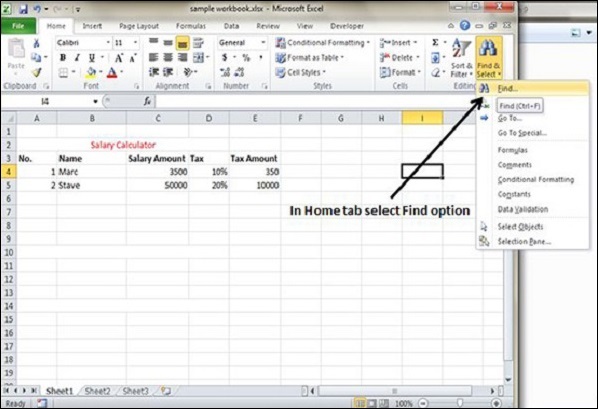 sample workbook.xlsx - Microsoft Excel
File Home Insert Page Layout Formulas Data Review View
Calibri 11 General Conditional Formatting Insert Σ
Paste B I U $ % , Format as Table Delete Sort & Filter Find & Select
Cell Styles Format
Clipboard Font Alignment Number Styles Cells Editing
I4 fx
A B C D E F G H I J
1
2 Salary Calculator
3 No. Name Salary Amount Tax Tax Amount
4 1 Marc 3500 10% 350
5 2 Stave 50000 20% 10000
6
7
8
9
10
11
12
13
14
15
16
17
18
19
Find...
Find (Ctrl+F)
Go To...
Go To Special...
Formulas
Comments
Conditional Formatting
Constants
Data Validation
Select Objects
Selection Pane...
In Home tab select Find option
Sheet1 Sheet2 Sheet3
Ready 100%